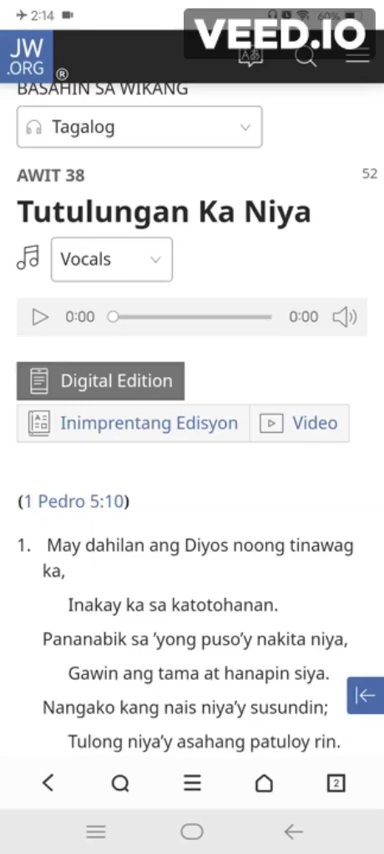 2:14
60%
VEED.IO
JW
.ORG
®
BASAHIN SA WIKANG
Tagalog
AWIT 38
52
Tutulungan Ka Niya
Vocals
0:00
0:00
Digital Edition
Inimprentang Edisyon
Video
(1 Pedro 5:10)
1. May dahilan ang Diyos noong tinawag
ka,
Inakay ka sa katotohanan.
Pananabik sa ’yong puso’y nakita niya,
Gawin ang tama at hanapin siya.
Nangako kang nais niya’y susundin;
Tulong niya’y asahang patuloy rin.
2